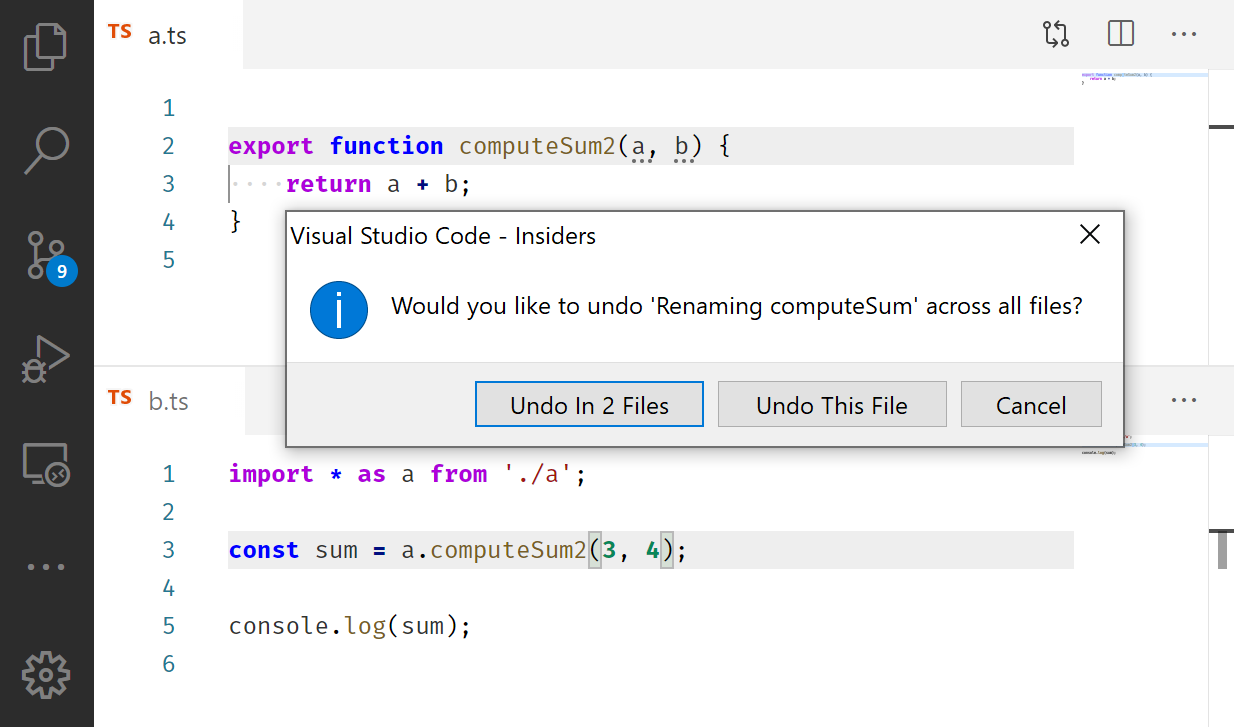 TS a.ts
1
2 export function computeSum2(a, b) {
3 ····return a + b;
4 }
5
Visual Studio Code - Insiders
i Would you like to undo 'Renaming computeSum' across all files?
Undo In 2 Files Undo This File Cancel
9
TS b.ts
1 import * as a from './a';
2
3 const sum = a.computeSum2(3, 4);
4
5 console.log(sum);
6